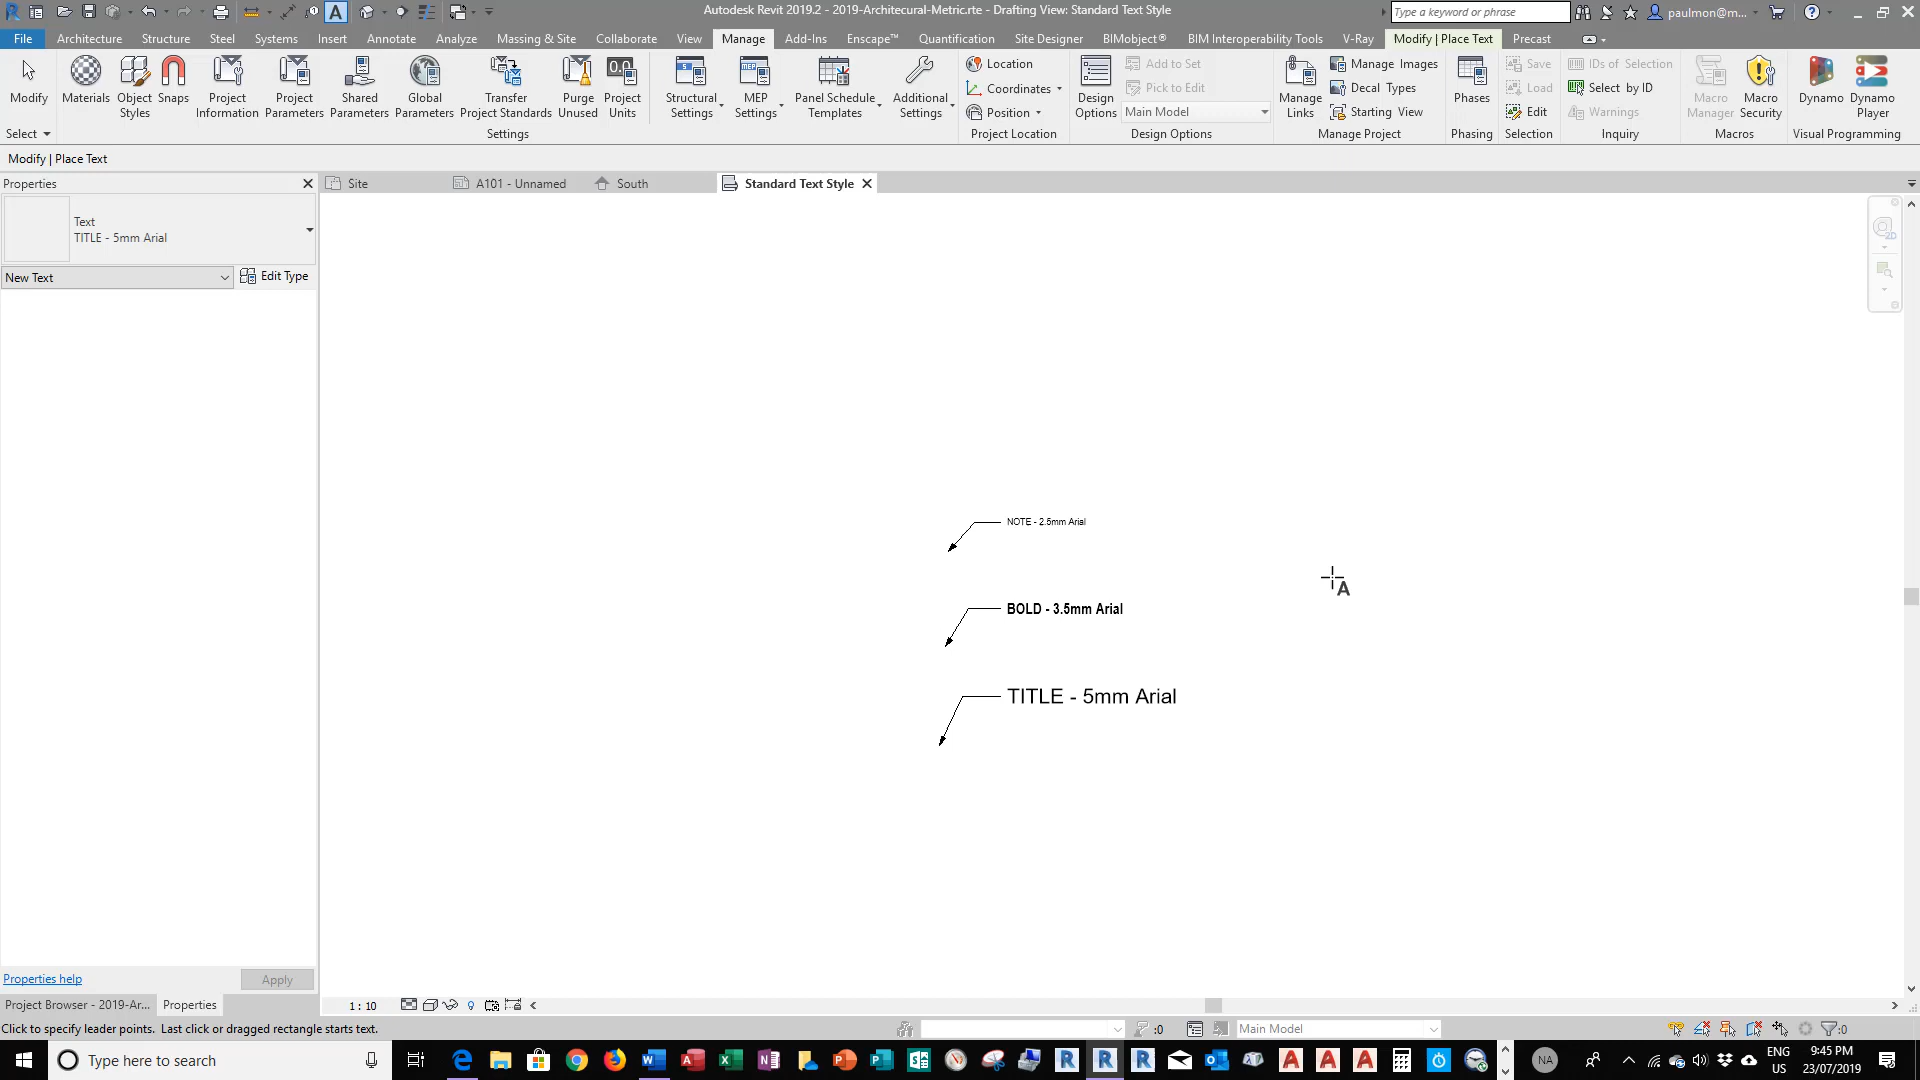 Autodesk Revit 2019.2 - 2019-Architecural-Metric.rte - Drafting View: Standard Text Style
Type a keyword or phrase
paulmon@m...
File Architecture Structure Steel Systems Insert Annotate Analyze Massing & Site Collaborate View Manage Add-Ins Enscape™ Quantification Site Designer BIMobject® BIM Interoperability Tools V-Ray Modify | Place Text Precast
Modify
Select
Materials
Object Styles
Snaps
Project Information
Project Parameters
Shared Parameters
Global Parameters
Transfer Project Standards
Purge Unused
Project Units
Settings
Structural Settings
MEP Settings
Panel Schedule Templates
Additional Settings
Location
Coordinates
Position
Project Location
Design Options
Add to Set
Pick to Edit
Main Model
Design Options
Manage Links
Manage Images
Decal Types
Starting View
Manage Project
Phases
Phasing
Save
Load
Edit
Selection
IDs of Selection
Select by ID
Warnings
Inquiry
Macro Manager
Macro Security
Macros
Dynamo
Dynamo Player
Visual Programming
Modify | Place Text
Properties
Site
A101 - Unnamed
South
Standard Text Style
Text
TITLE - 5mm Arial
New Text
Edit Type
NOTE - 2.5mm Arial
BOLD - 3.5mm Arial
TITLE - 5mm Arial
A
2D
Properties help
Apply
Project Browser - 2019-Ar...
Properties
1 : 10
Click to specify leader points. Last click or dragged rectangle starts text.
:0
Main Model
:0
Type here to search
NA
ENG
US
9:45 PM
23/07/2019